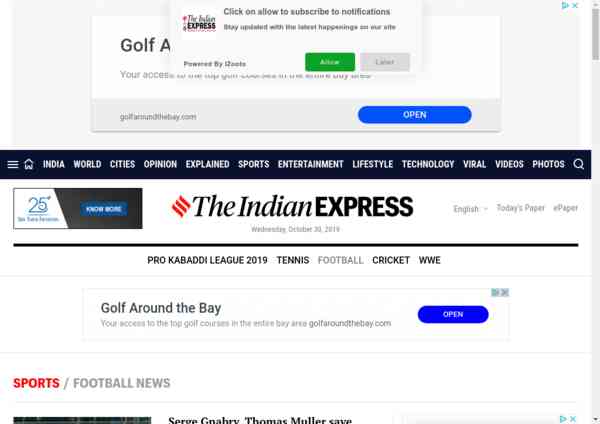 Click on allow to subscribe to notifications
The Indian
EXPRESS
Stay updated with the latest happenings on our site
Golf A
Your access to the top golf courses in the entire bay area
Powered By iZooto
Allow
Later
golfaroundthebay.com
OPEN
INDIA WORLD CITIES OPINION EXPLAINED SPORTS ENTERTAINMENT LIFESTYLE TECHNOLOGY VIRAL VIDEOS PHOTOS
25
KNOW MORE
The Indian EXPRESS
English
Today's Paper
ePaper
Wednesday, October 30, 2019
PRO KABADDI LEAGUE 2019 TENNIS FOOTBALL CRICKET WWE
Golf Around the Bay
Your access to the top golf courses in the entire bay area golfaroundthebay.com
OPEN
SPORTS / FOOTBALL NEWS
Serge Gnabry, Thomas Muller save